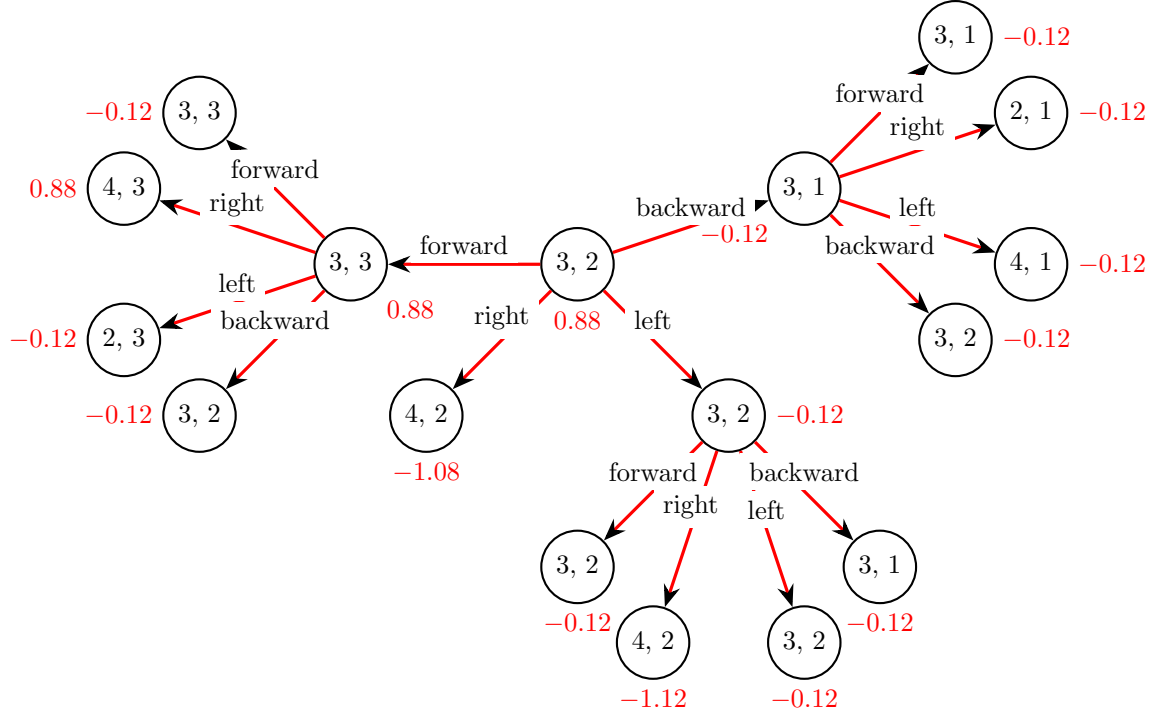 3, 1 −0.12
3, 3 −0.12
2, 1 −0.12
forward
right
forward
4, 3 0.88
right
3, 1
backward
−0.12
left
backward
forward
3, 3
0.88
3, 2
0.88
4, 1 −0.12
left
backward
right
left
2, 3 −0.12
3, 2 −0.12
3, 2 −0.12
4, 2
−1.08
3, 2 −0.12
forward
backward
right
left
3, 2
−0.12
3, 1
−0.12
4, 2
−1.12
3, 2
−0.12